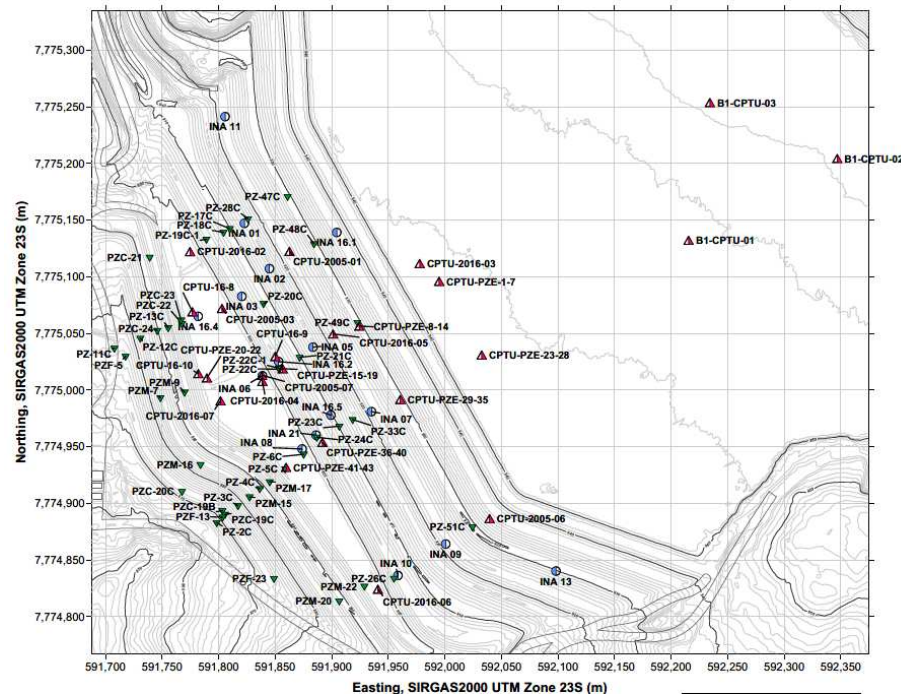 7,775,300
7,775,250
7,775,200
7,775,150
7,775,100
7,775,050
7,775,000
7,774,950
7,774,900
7,774,850
7,774,800
Northing, SIRGAS2000 UTM Zone 23S (m)
B1-CPTU-03
INA 11
B1-CPTU-02
PZ-47C
PZ-28C
PZ-17C
PZ-18C
PZ-19C-1
INA 01
PZ-48C
INA 16.1
B1-CPTU-01
CPTU-2016-02
CPTU-2005-01
PZC-21
CPTU-2016-03
INA 02
CPTU-PZE-1-7
CPTU-16-8
PZC-23
PZC-22
PZ-13C
INA 03
PZ-20C
CPTU-2005-03
INA 16.4
PZC-24
PZ-49C
CPTU-PZE-8-14
CPTU-16-9
CPTU-2016-05
PZ-12C
INA 05
PZ-11C
PZF-5
CPTU-PZE-20-22
PZ-22C-1
PZ-21C
INA 16.2
CPTU-PZE-23-28
CPTU-16-10
PZ-22C
CPTU-PZE-15-19
PZM-9
PZM-7
INA 06
CPTU-2005-07
CPTU-2016-04
CPTU-PZE-29-35
CPTU-2016-07
INA 16.5
INA 07
PZ-23C
PZ-33C
INA 21
PZ-24C
INA 08
CPTU-PZE-36-40
PZ-6C
PZM-16
PZ-5C
CPTU-PZE-41-43
PZ-4C
PZM-17
PZC-20C
PZ-3C
PZM-15
PZC-19B
PZF-13
PZC-19C
PZ-2C
CPTU-2005-06
PZ-51C
INA 09
INA 10
PZF-23
PZ-26C
PZM-22
INA 13
PZM-20
CPTU-2016-06
591,700
591,750
591,800
591,850
591,900
591,950
592,000
592,050
592,100
592,150
592,200
592,250
592,300
592,350
Easting, SIRGAS2000 UTM Zone 23S (m)